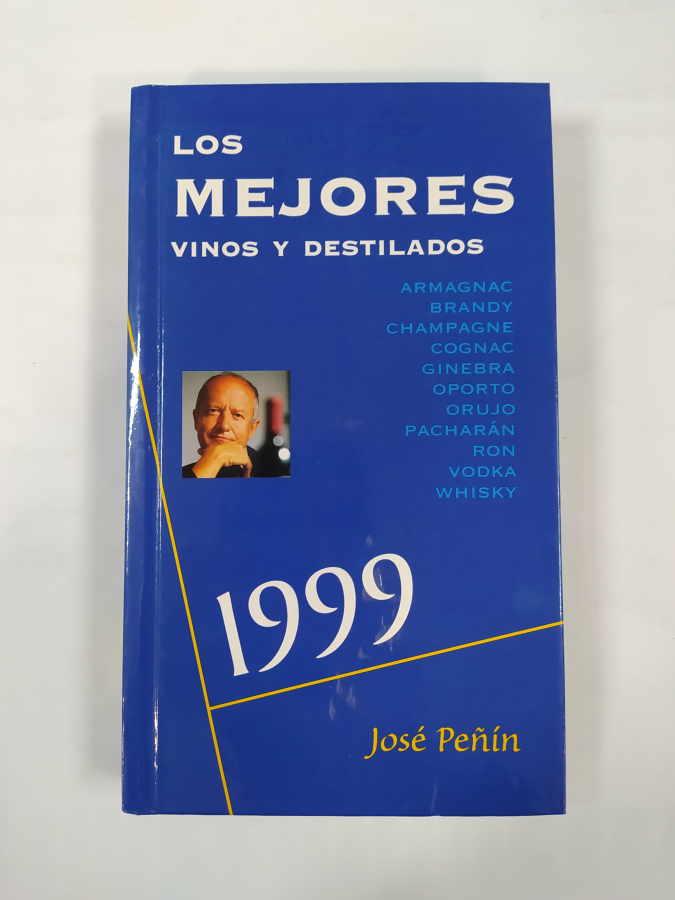 LOS
MEJORES
VINOS Y DESTILADOS
ARMAGNAC
BRANDY
CHAMPAGNE
COGNAC
GINEBRA
OPORTO
ORUJO
PACHARÁN
RON
VODKA
WHISKY
1999
José Peñín